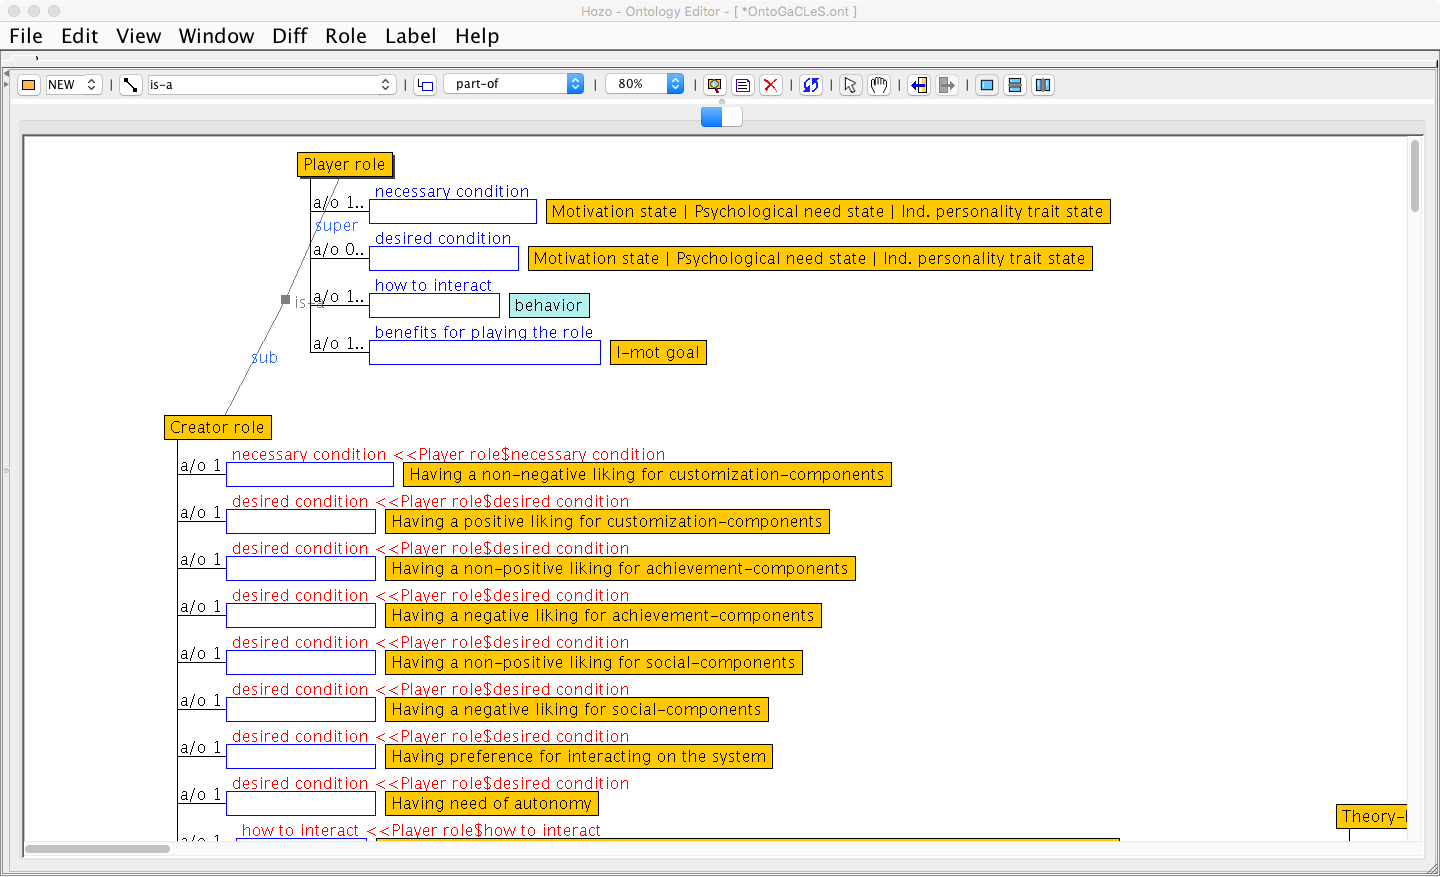 Hozo - Ontology Editor - [ *OntoGaCLeS.ont ]
File Edit View Window Diff Role Label Help
NEW is-a part-of 80%
Player role
necessary condition
a/o 1.. Motivation state | Psychological need state | Ind. personality trait state
super
desired condition
a/o 0.. Motivation state | Psychological need state | Ind. personality trait state
how to interact
a/o 1.. behavior
is-a
benefits for playing the role
a/o 1.. I-mot goal
sub
Creator role
necessary condition <<Player role$necessary condition
a/o 1 Having a non-negative liking for customization-components
desired condition <<Player role$desired condition
a/o 1 Having a positive liking for customization-components
desired condition <<Player role$desired condition
a/o 1 Having a non-positive liking for achievement-components
desired condition <<Player role$desired condition
a/o 1 Having a negative liking for achievement-components
desired condition <<Player role$desired condition
a/o 1 Having a non-positive liking for social-components
desired condition <<Player role$desired condition
a/o 1 Having a negative liking for social-components
desired condition <<Player role$desired condition
a/o 1 Having preference for interacting on the system
desired condition <<Player role$desired condition
a/o 1 Having need of autonomy
Theory-
how to interact <<Player role$how to interact
a/o 1